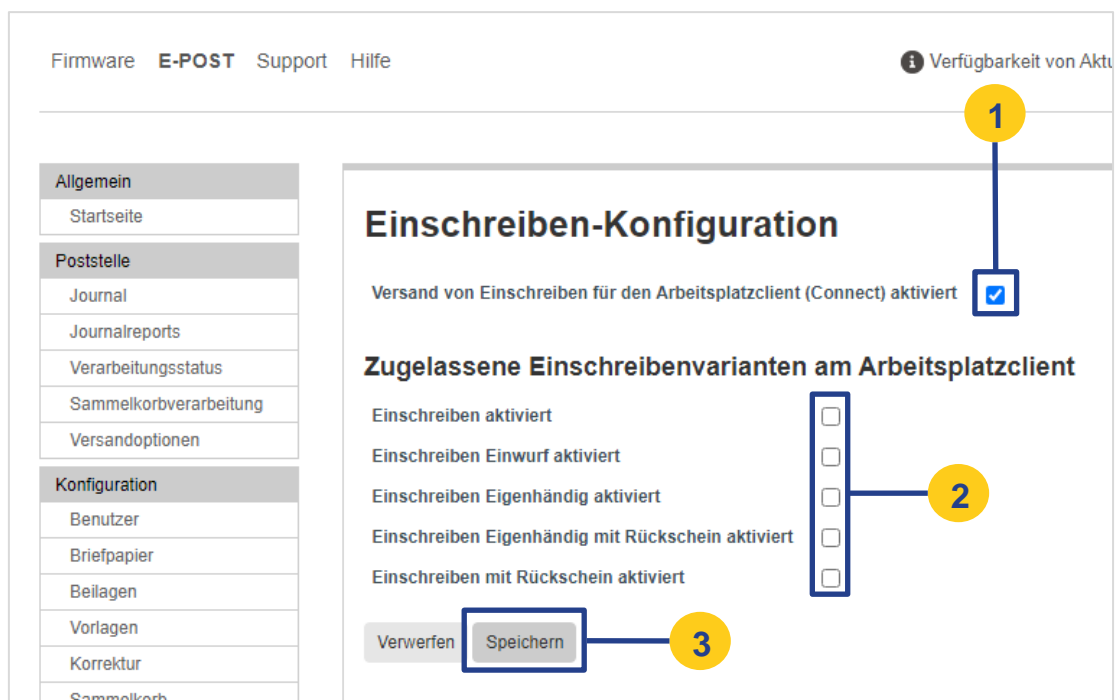 Firmware E-POST Support Hilfe
Verfügbarkeit von Aktu
1
Allgemein
Startseite
Poststelle
Journal
Journalreports
Verarbeitungsstatus
Sammelkorbverarbeitung
Versandoptionen
Konfiguration
Benutzer
Briefpapier
Beilagen
Vorlagen
Korrektur
Sammelkorb
Einschreiben-Konfiguration
Versand von Einschreiben für den Arbeitsplatzclient (Connect) aktiviert
Zugelassene Einschreibenvarianten am Arbeitsplatzclient
Einschreiben aktiviert
Einschreiben Einwurf aktiviert
Einschreiben Eigenhändig aktiviert
2
Einschreiben Eigenhändig mit Rückschein aktiviert
Einschreiben mit Rückschein aktiviert
Verwerfen Speichern
3